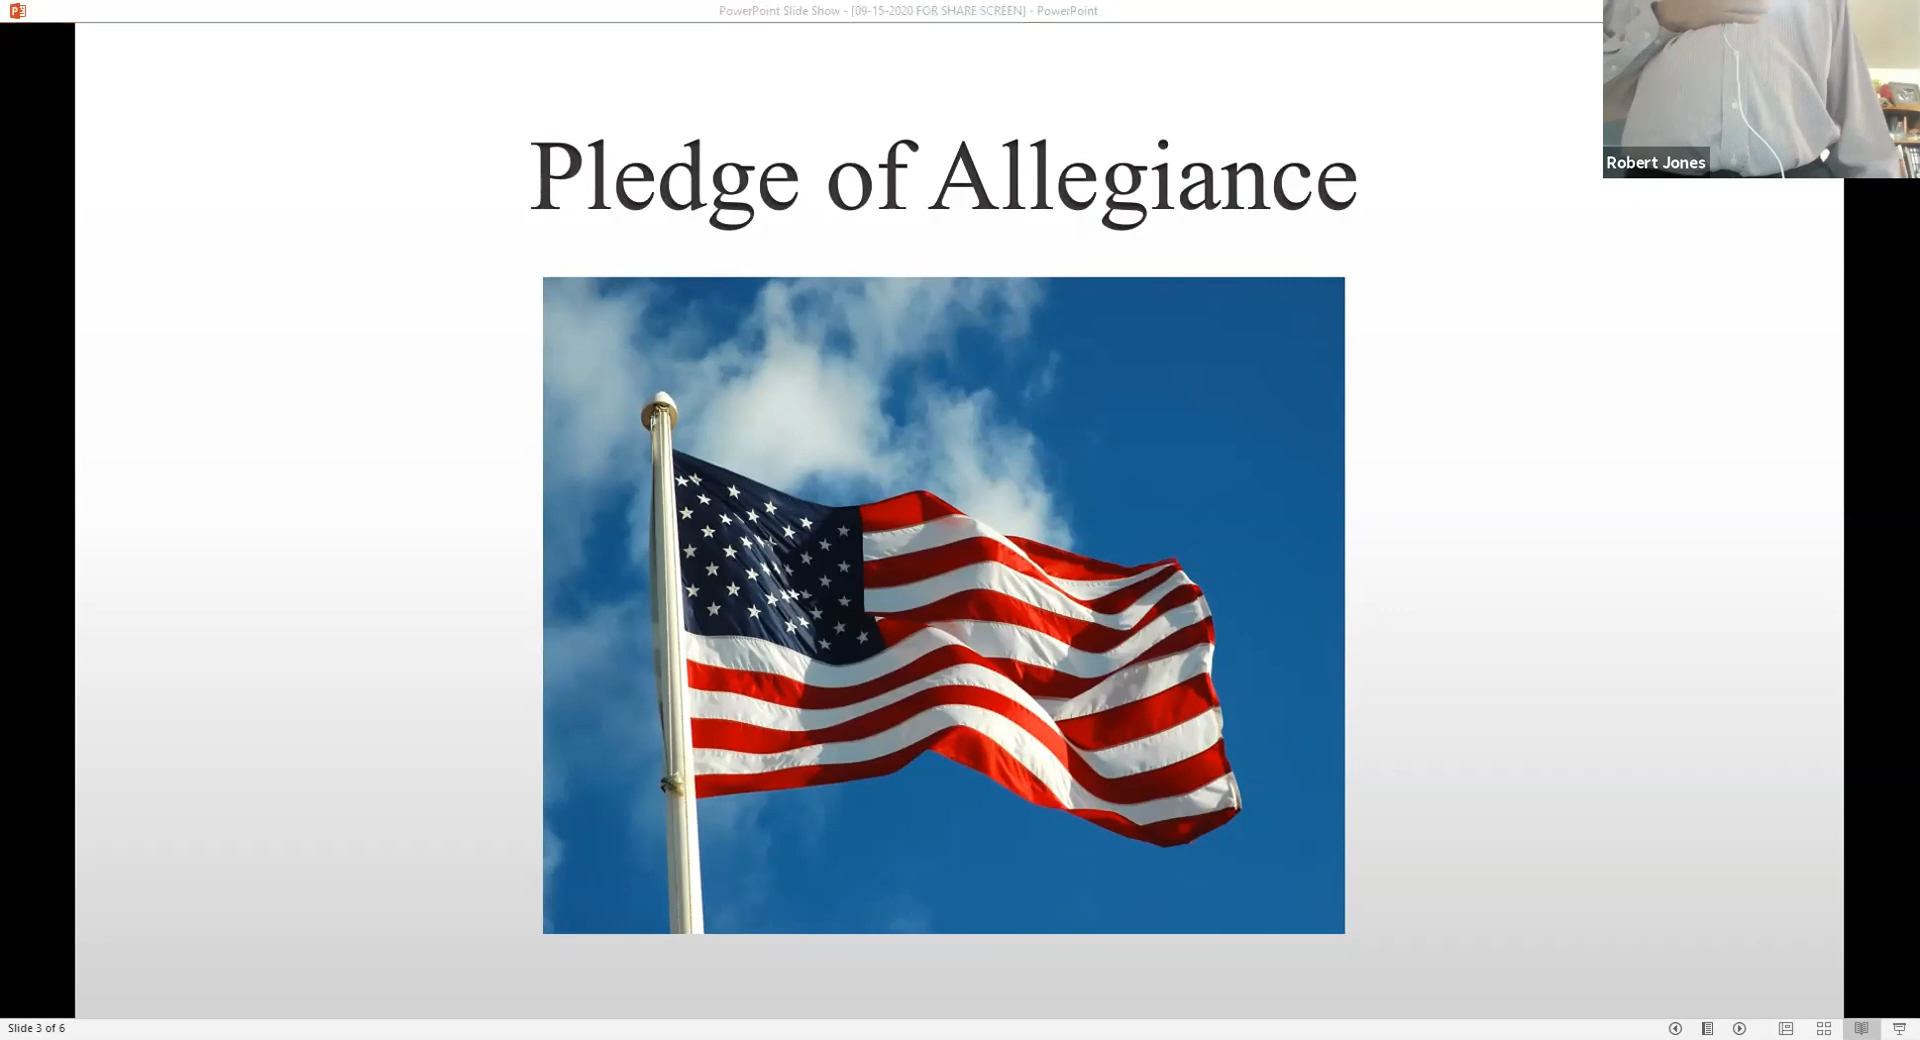 PowerPoint Slide Show - [09-15-2020 FOR SHARE SCREEN] - PowerPoint
Pledge of Allegiance
Robert Jones
Slide 3 of 6